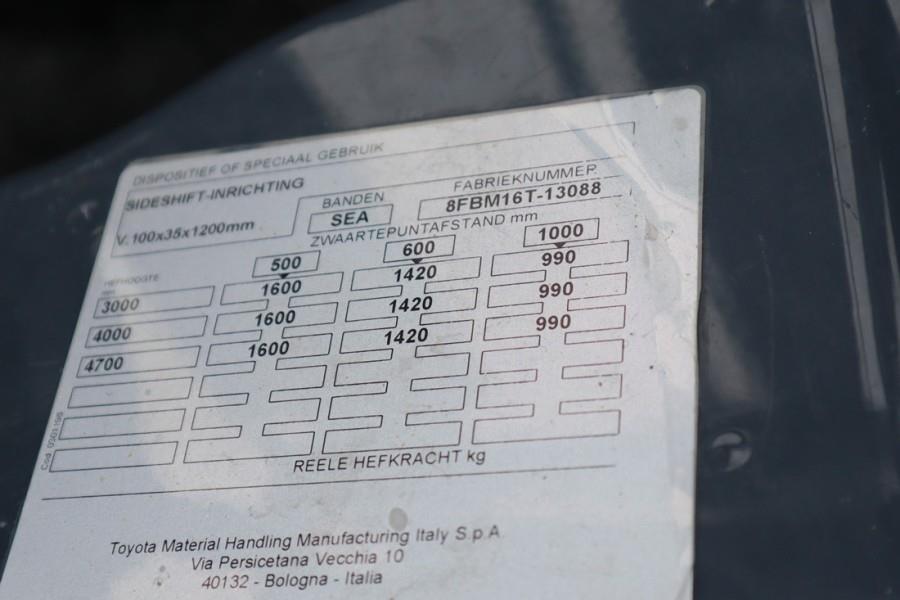 DISPOSITIEF OF SPECIAAL GEBRUIK
SIDESHIFT-INRICHTING
V. 100x35x1200mm
BANDEN
SEA
FABRIEKNUMMER
8FBM16T-13088
ZWAARTEPUNTAFSTAND mm
500 600 1000
HEFHOOGTE
mm
3000 1600 1420 990
4000 1600 1420 990
4700 1600 1420 990
REELE HEFKRACHT kg
Toyota Material Handling Manufacturing Italy S.p.A
Via Persicetana Vecchia 10
40132 - Bologna - Italia